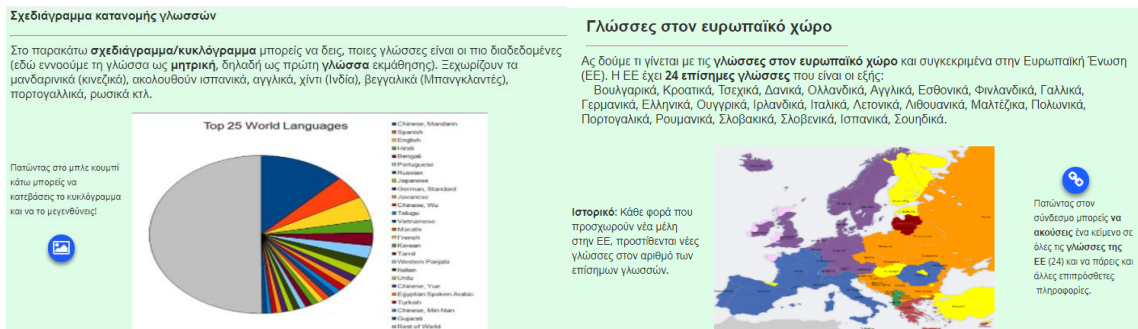 Σχεδιάγραμμα κατανομής γλωσσών
Στο παρακάτω σχεδιάγραμμα/κυκλόγραμμα μπορείς να δεις, ποιες γλώσσες είναι οι πιο διαδεδομένες
(εδώ εννοούμε τη γλώσσα ως μητρική, δηλαδή ως πρώτη γλώσσα εκμάθησης). Ξεχωρίζουν τα
μανδαρινικά (κινεζικά), ακολουθούν ισπανικά, αγγλικά, χίντι (Ινδία), βεγγαλικά (Μπανγκλαντές),
πορτογαλλικά, ρωσικά κτλ.
Top 25 World Languages
Chinese, Mandarin
Spanish
English
Hindi
Bengali
Portuguese
Russian
Japanese
German, Standard
Javanese
Chinese, Wu
Telugu
Vietnamese
Marathi
French
Korean
Tamil
Western Panjabi
Italian
Urdu
Chinese, Yue
Egyptian Spoken Arabic
Turkish
Chinese, Min Nan
Gujarati
Rest of World
Πατώντας στο μπλε κουμπί
κάτω μπορείς να
κατεβάσεις το κυκλόγραμμα
και να το μεγενθύνεις!
Γλώσσες στον ευρωπαϊκό χώρο
Ας δούμε τι γίνεται με τις γλώσσες στον ευρωπαϊκό χώρο και συγκεκριμένα στην Ευρωπαϊκή Ένωση
(ΕΕ). Η ΕΕ έχει 24 επίσημες γλώσσες που είναι οι εξής:
Βουλγαρικά, Κροατικά, Τσεχικά, Δανικά, Ολλανδικά, Αγγλικά, Εσθονικά, Φινλανδικά, Γαλλικά,
Γερμανικά, Ελληνικά, Ουγγρικά, Ιρλανδικά, Ιταλικά, Λετονικά, Λιθουανικά, Μαλτέζικα, Πολωνικά,
Πορτογαλικά, Ρουμανικά, Σλοβακικά, Σλοβενικά, Ισπανικά, Σουηδικά.
Ιστορικό: Κάθε φορά που
προσχωρούν νέα μέλη
στην ΕΕ, προστίθενται νέες
γλώσσες στον αριθμό των
επίσημων γλωσσών.
Πατώντας στον
σύνδεσμο μπορείς να
ακούσεις ένα κείμενο σε
όλες τις γλώσσες της
ΕΕ (24) και να πάρεις και
άλλες επιπρόσθετες
πληροφορίες.